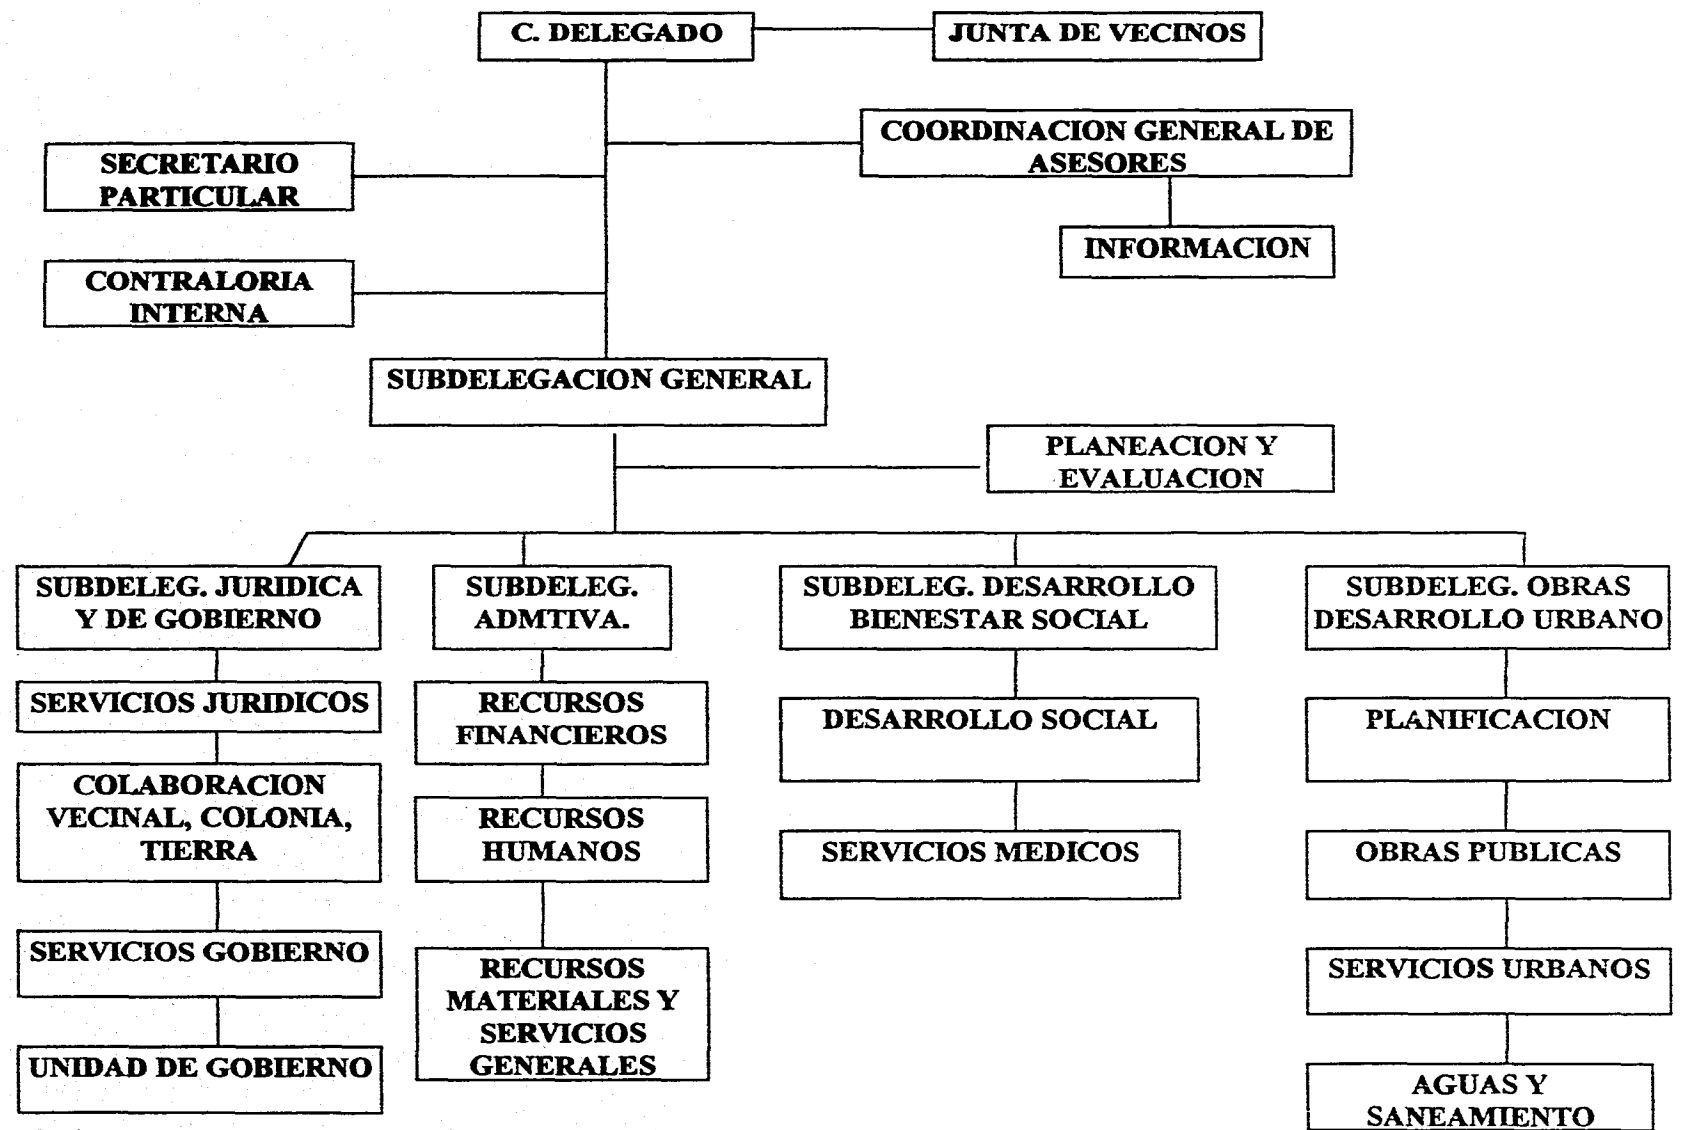 C. DELEGADO
JUNTA DE VECINOS
COORDINACION GENERAL DE
ASESORES
SECRETARIO
PARTICULAR
INFORMACION
CONTRALORIA
INTERNA
SUBDELEGACION GENERAL
PLANEACION Y
EVALUACION
SUBDELEG. JURIDICA
Y DE GOBIERNO
SERVICIOS JURIDICOS
COLABORACION
VECINAL, COLONIA,
TIERRA
SERVICIOS GOBIERNO
UNIDAD DE GOBIERNO
SUBDELEG.
ADMTIVA.
RECURSOS
FINANCIEROS
RECURSOS
HUMANOS
RECURSOS
MATERIALES Y
SERVICIOS
GENERALES
SUBDELEG. DESARROLLO
BIENESTAR SOCIAL
DESARROLLO SOCIAL
SERVICIOS MEDICOS
SUBDELEG. OBRAS
DESARROLLO URBANO
PLANIFICACION
OBRAS PUBLICAS
SERVICIOS URBANOS
AGUAS Y
SANEAMIENTO